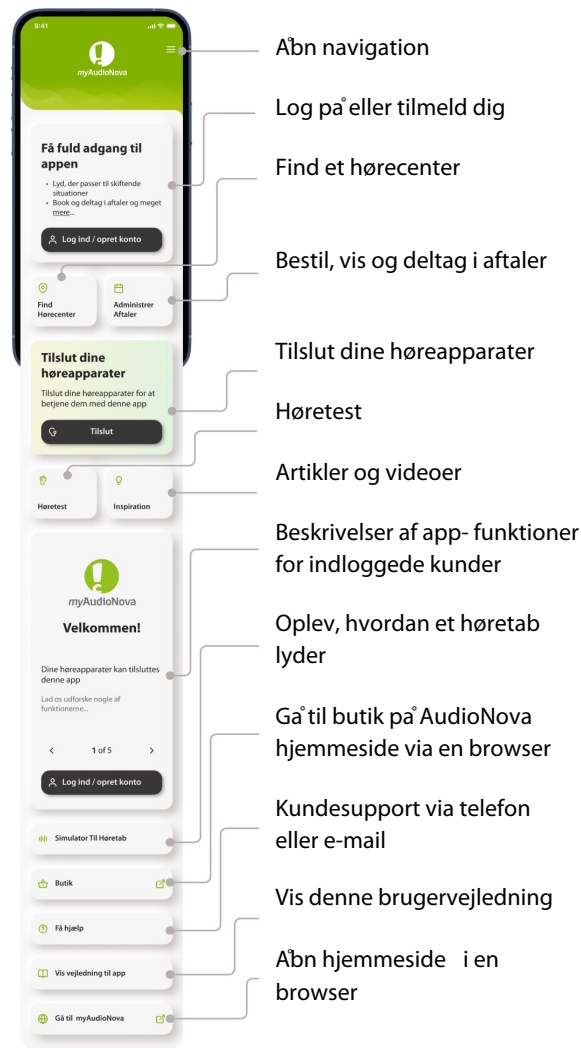 9:41
myAudioNova
Få fuld adgang til
appen
• Lyd, der passer til skiftende
situationer
• Book og deltag i aftaler og meget
mere...
Log ind / opret konto
Find
Hørecenter
Administrer
Aftaler
Tilslut dine
høreapparater
Tilslut dine høreapparater for at
betjene dem med denne app
Tilslut
Høretest
Inspiration
myAudioNova
Velkommen!
Dine høreapparater kan tilsluttes
denne app
Lad os udforske nogle af
funktionerne...
1 of 5
Log ind / opret konto
Simulator Til Høretab
Butik
Få hjælp
Vis vejledning til app
Gå til myAudioNova
Åbn navigation
Log på eller tilmeld dig
Find et hørecenter
Bestil, vis og deltag i aftaler
Tilslut dine høreapparater
Høretest
Artikler og videoer
Beskrivelser af app- funktioner
for indloggede kunder
Oplev, hvordan et høretab
lyder
Gå til butik på AudioNova
hjemmeside via en browser
Kundesupport via telefon
eller e-mail
Vis denne brugervejledning
Åbn hjemmeside i en
browser